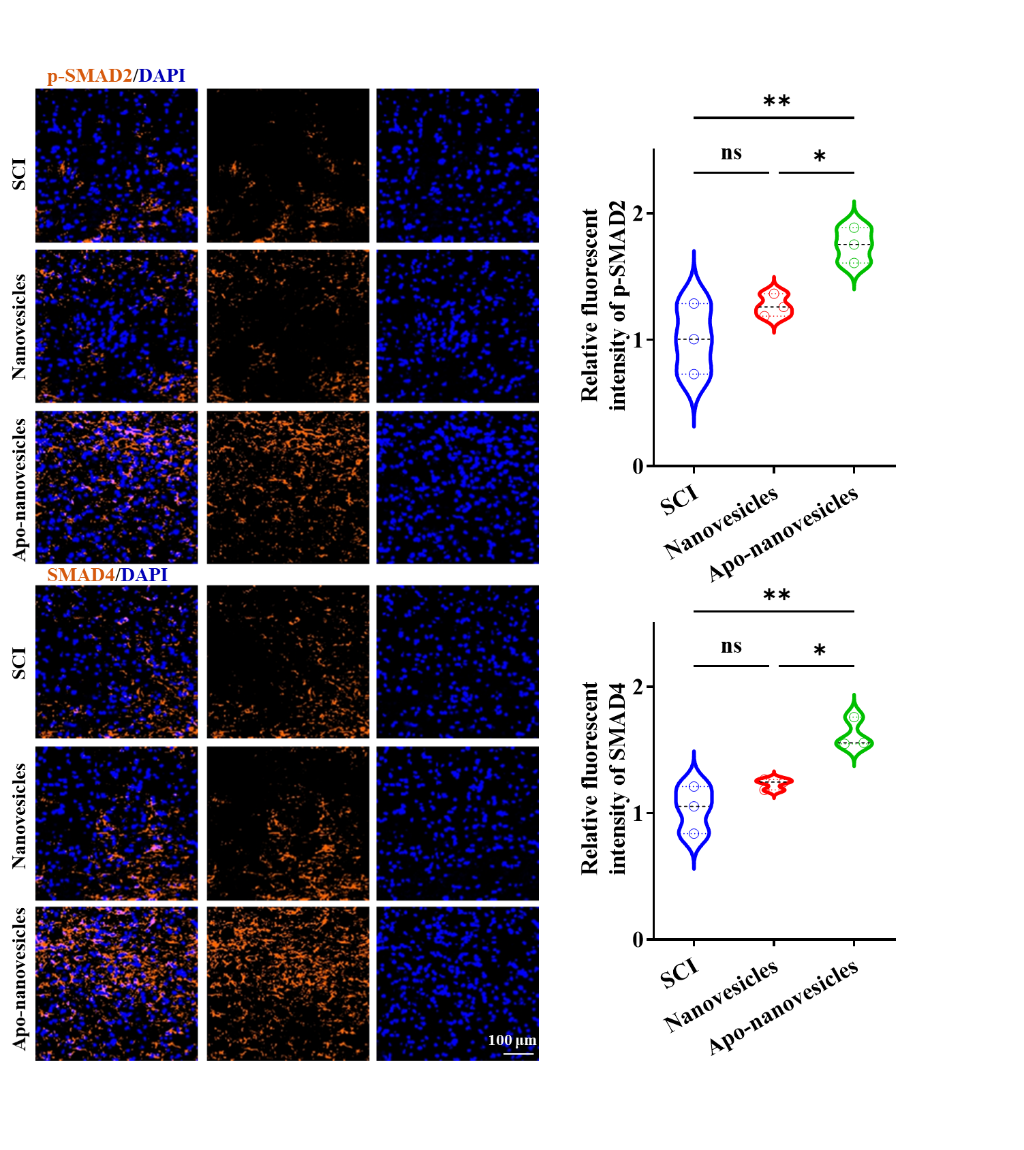 p-SMAD2/DAPI
SCI
Nanovesicles
Apo-nanovesicles
SMAD4/DAPI
SCI
Nanovesicles
Apo-nanovesicles
100 μm
**
ns
*
Relative fluorescent
intensity of p-SMAD2
2
1
0
SCI
Nanovesicles
Apo-nanovesicles
**
ns
*
Relative fluorescent
intensity of SMAD4
2
1
0
SCI
Nanovesicles
Apo-nanovesicles